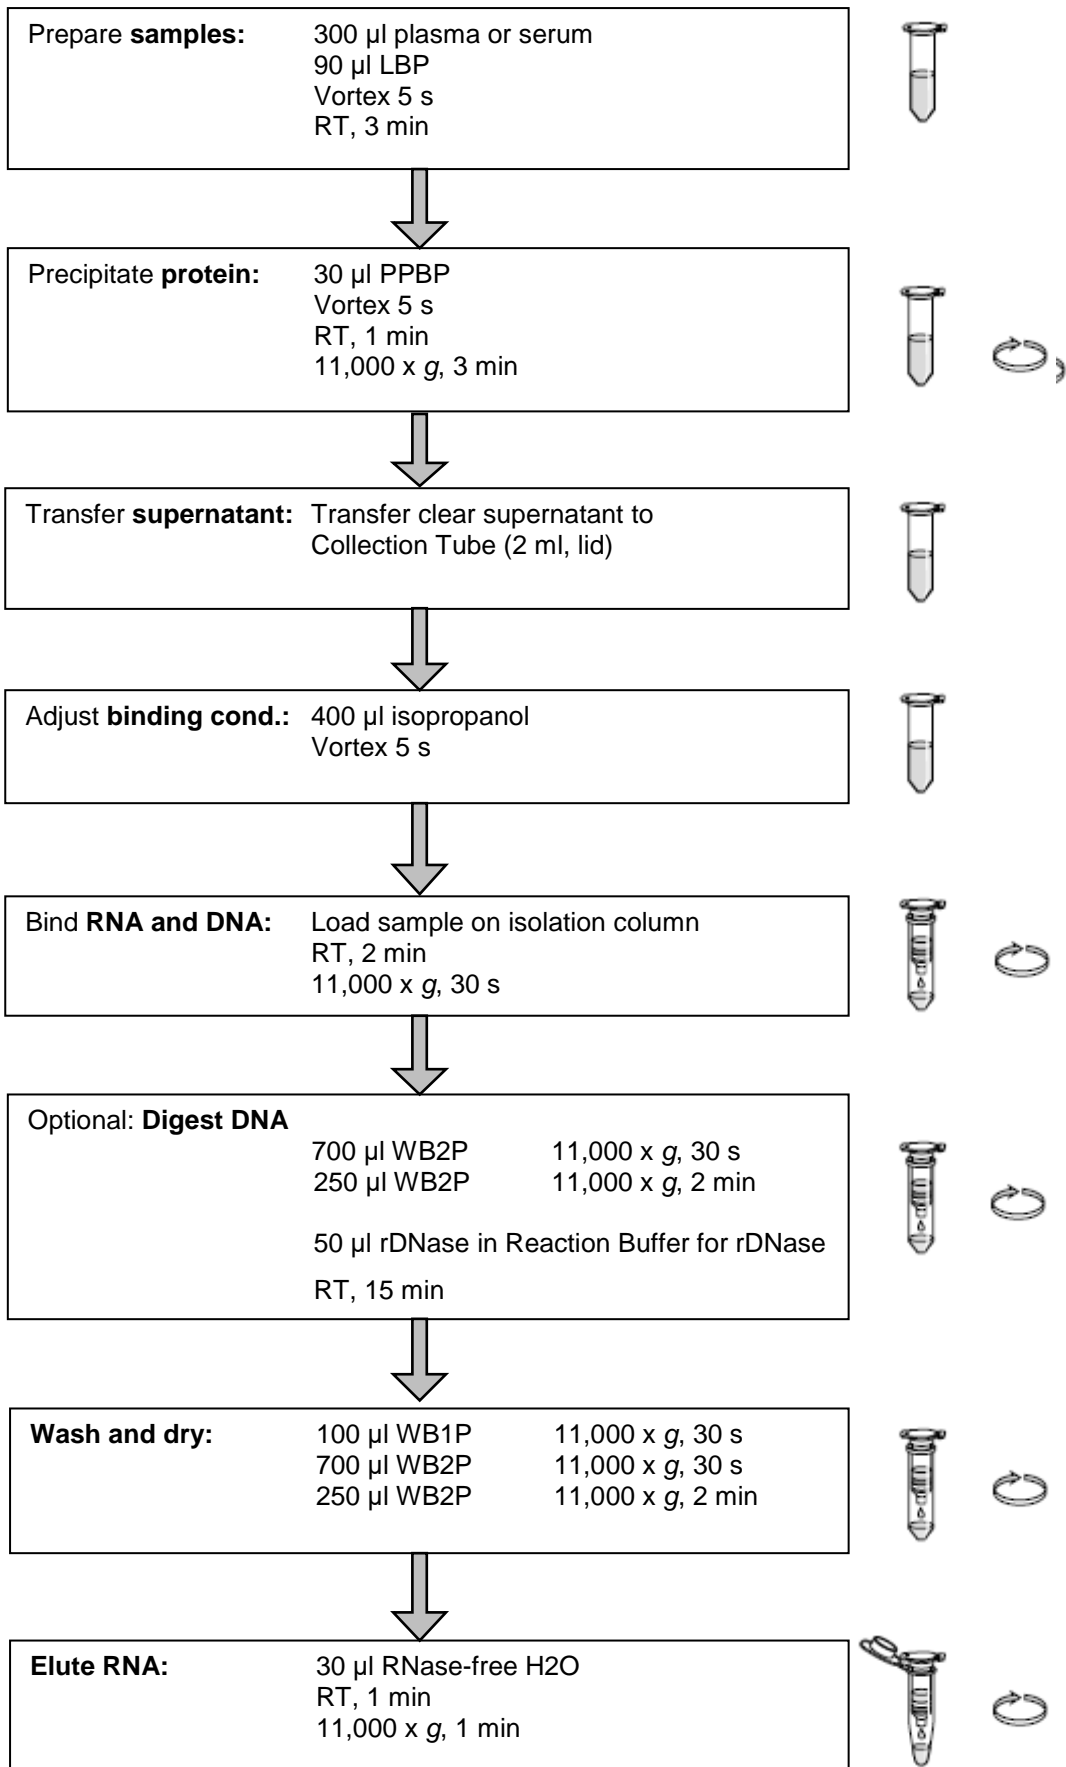 Prepare samples: 300 µl plasma or serum
90 µl LBP
Vortex 5 s
RT, 3 min
Precipitate protein: 30 µl PPBP
Vortex 5 s
RT, 1 min
11,000 x g, 3 min
Transfer supernatant: Transfer clear supernatant to
Collection Tube (2 ml, lid)
Adjust binding cond.: 400 µl isopropanol
Vortex 5 s
Bind RNA and DNA: Load sample on isolation column
RT, 2 min
11,000 x g, 30 s
Optional: Digest DNA
700 µl WB2P 11,000 x g, 30 s
250 µl WB2P 11,000 x g, 2 min
50 µl rDNase in Reaction Buffer for rDNase
RT, 15 min
Wash and dry: 100 µl WB1P 11,000 x g, 30 s
700 µl WB2P 11,000 x g, 30 s
250 µl WB2P 11,000 x g, 2 min
Elute RNA: 30 µl RNase-free H2O
RT, 1 min
11,000 x g, 1 min